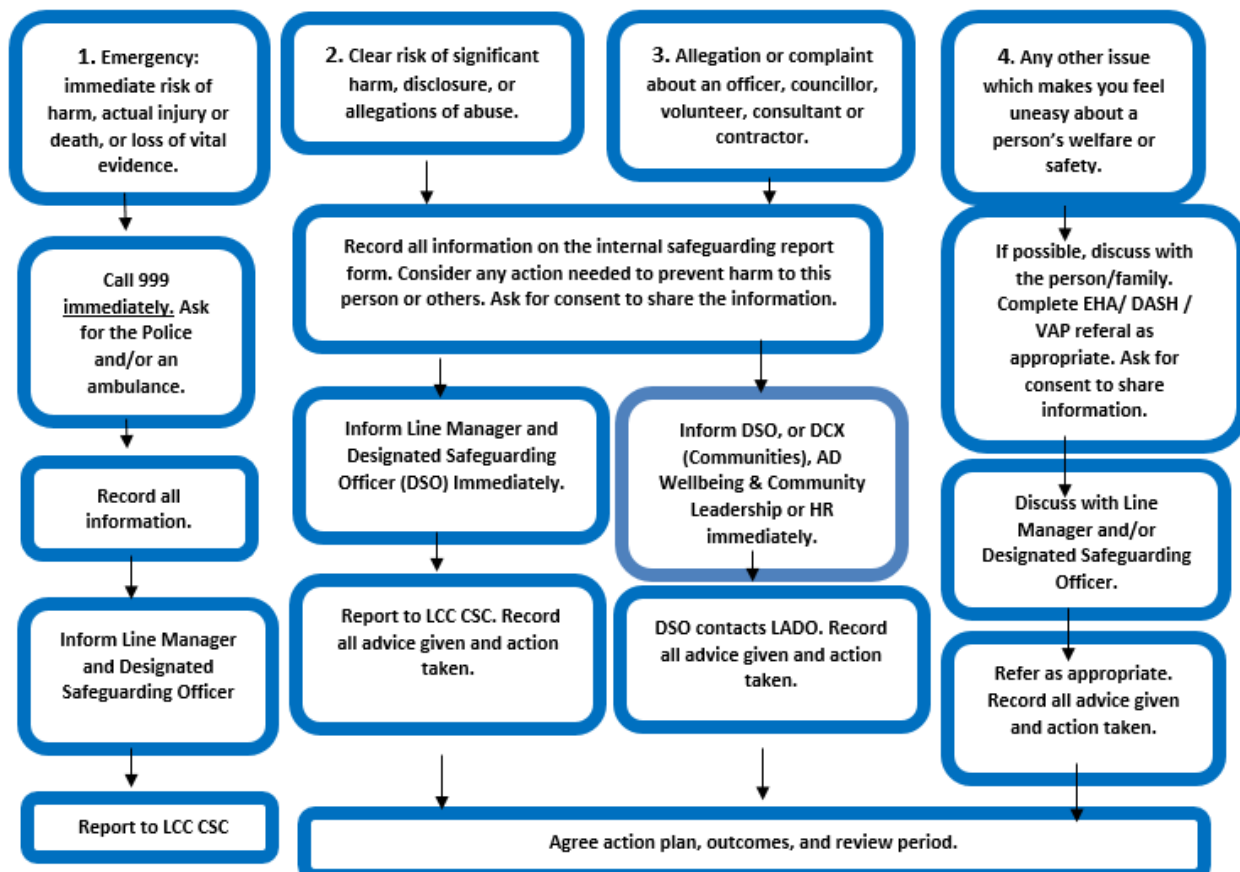 1. Emergency:
immediate risk of
harm, actual injury or
death, or loss of vital
evidence.
2. Clear risk of significant
harm, disclosure, or
allegations of abuse.
3. Allegation or complaint
about an officer, councillor,
volunteer, consultant or
contractor.
4. Any other issue
which makes you feel
uneasy about a
person's welfare or
safety.
Call 999
immediately. Ask
for the Police
and/or an
ambulance.
Record all information on the internal safeguarding report
form. Consider any action needed to prevent harm to this
person or others. Ask for consent to share the information.
If possible, discuss with
the person/family.
Complete EHA/ DASH /
VAP referal as
appropriate. Ask for
consent to share
information.
Record all
information.
Inform Line Manager and
Designated Safeguarding
Officer (DSO) Immediately.
Inform DSO, or DCX
(Communities), AD
Wellbeing & Community
Leadership or HR
immediately.
Discuss with Line
Manager and/or
Designated Safeguarding
Officer.
Inform Line Manager
and Designated
Safeguarding Officer
Report to LCC CSC. Record
all advice given and action
taken.
DSO contacts LADO. Record
all advice given and action
taken.
Refer as appropriate.
Record all advice given
and action taken.
Report to LCC CSC
Agree action plan, outcomes, and review period.